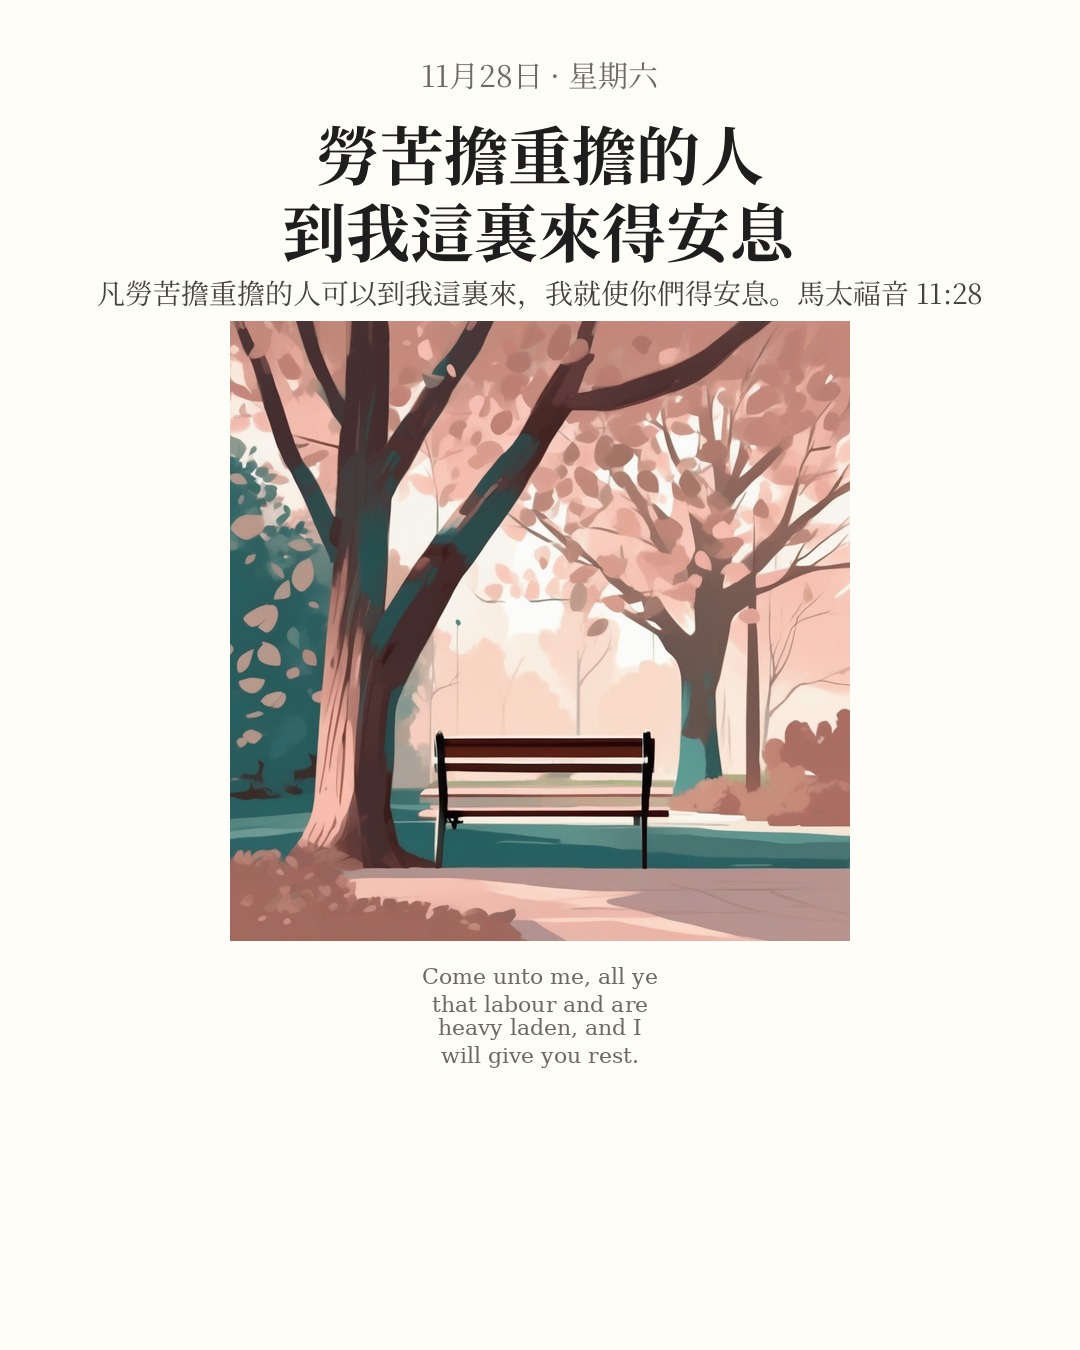 11月28日 · 星期六
勞苦擔重擔的人
到我這裏來得安息
凡勞苦擔重擔的人可以到我這裏來，我就使你們得安息。馬太福音 11:28
Come unto me, all ye
that labour and are
heavy laden, and I
will give you rest.